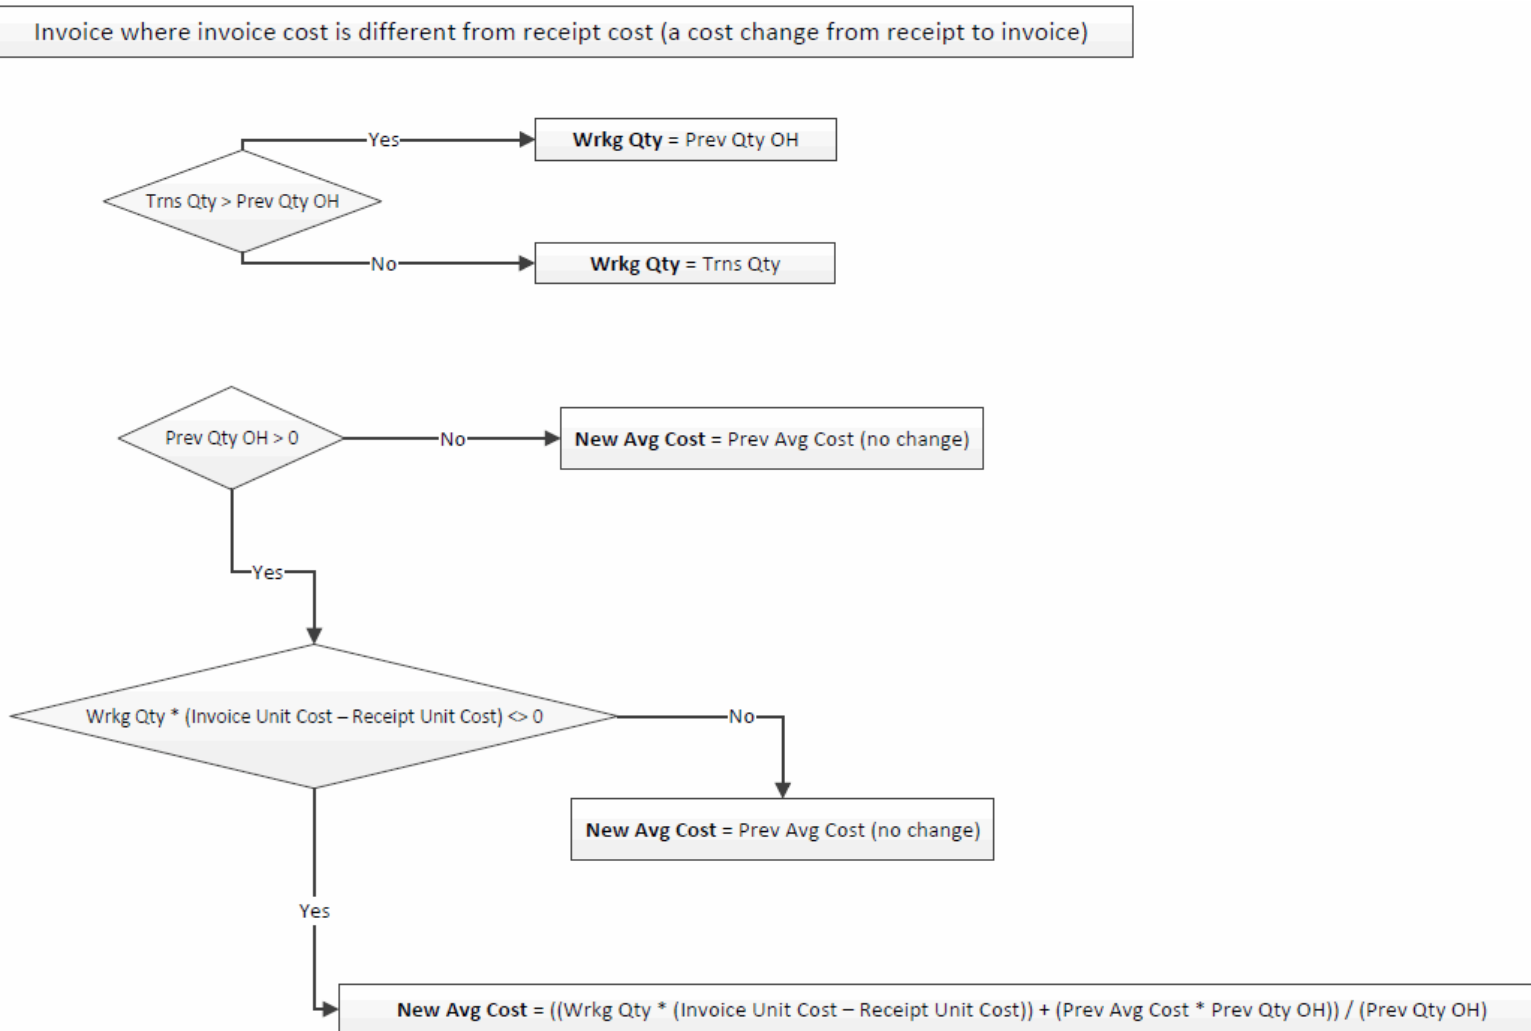 Invoice where invoice cost is different from receipt cost (a cost change from receipt to invoice)
Yes
Wrkg Qty = Prev Qty OH
Trns Qty > Prev Qty OH
No
Wrkg Qty = Trns Qty
Prev Qty OH > 0
No
New Avg Cost = Prev Avg Cost (no change)
Yes
Wrkg Qty * (Invoice Unit Cost – Receipt Unit Cost) <> 0
No
New Avg Cost = Prev Avg Cost (no change)
Yes
New Avg Cost = ((Wrkg Qty * (Invoice Unit Cost – Receipt Unit Cost)) + (Prev Avg Cost * Prev Qty OH)) / (Prev Qty OH)